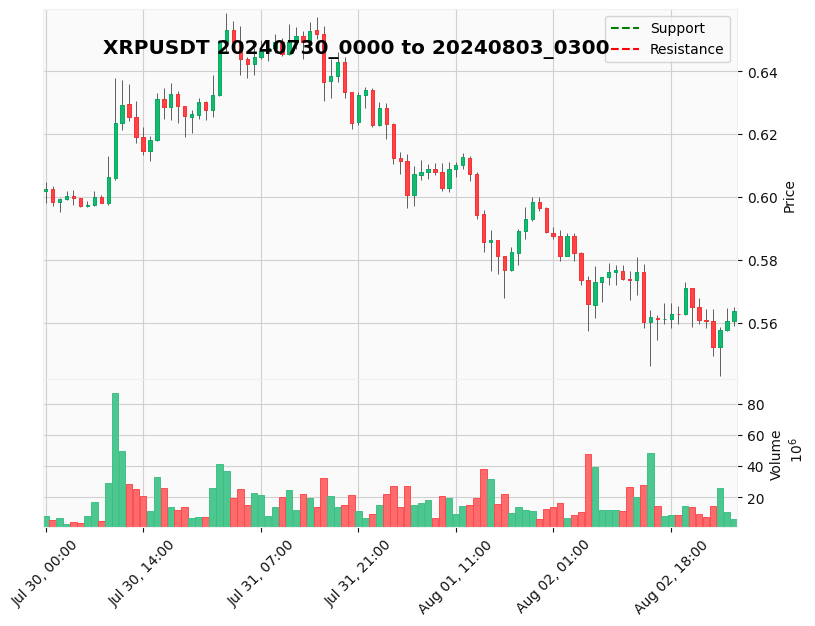 XRPUSDT 20240730_0000 to 20240803_0300
Support
Resistance
0.64
0.62
0.60
0.58
0.56
Price
80
60
40
20
Volume
10^6
Jul 30, 00:00
Jul 30, 14:00
Jul 31, 07:00
Jul 31, 21:00
Aug 01, 11:00
Aug 02, 01:00
Aug 02, 18:00